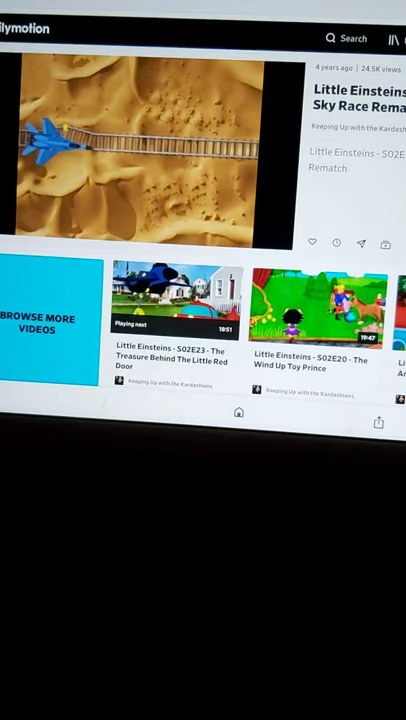 ilymotion
Search
4 years ago | 24.5K views
Little Einsteins
Sky Race Rema
Keeping Up with the Kardash
Little Einsteins - S02E
Rematch
BROWSE MORE
VIDEOS
Playing next
18:51
Little Einsteins - S02E23 - The
Treasure Behind The Little Red
Door
Keeping Up with the Kardashians
19:47
Little Einsteins - S02E20 - The
Wind Up Toy Prince
Keeping Up with the Kardashians
Li
A